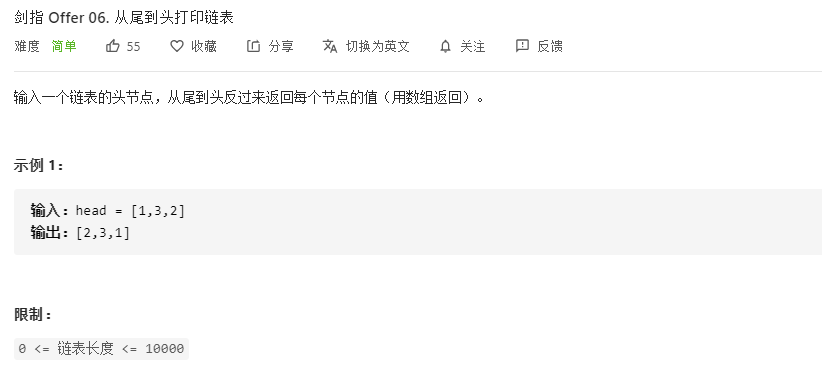 剑指 Offer 06. 从尾到头打印链表
难度 简单 55 收藏 分享 切换为英文 关注 反馈
输入一个链表的头节点，从尾到头反过来返回每个节点的值（用数组返回）。
示例 1：
输入：head = [1,3,2]
输出：[2,3,1]
限制：
0 <= 链表长度 <= 10000